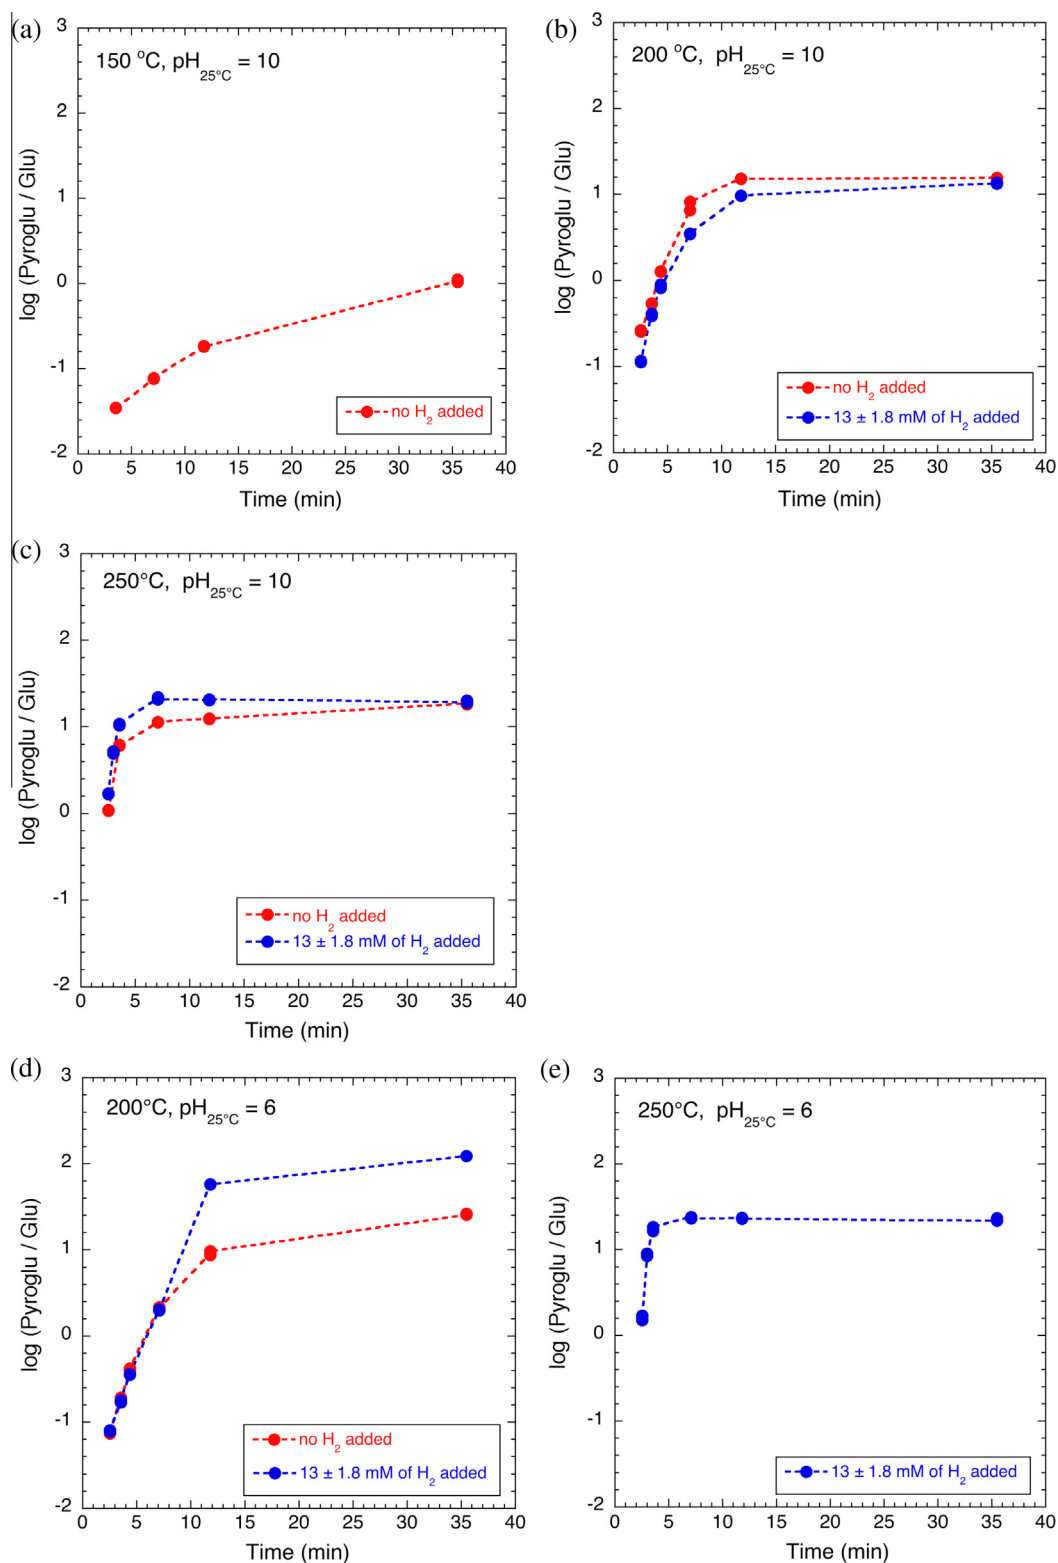 (a)
150 °C, pH25°C = 10
3
2
1
0
-1
-2
log (Pyroglu / Glu)
no H2 added
0 5 10 15 20 25 30 35 40
Time (min)
(b)
200 °C, pH25°C = 10
3
2
1
0
-1
-2
log (Pyroglu / Glu)
no H2 added
13 ± 1.8 mM of H2 added
0 5 10 15 20 25 30 35 40
Time (min)
(c)
250°C, pH25°C = 10
3
2
1
0
-1
-2
log (Pyroglu / Glu)
no H2 added
13 ± 1.8 mM of H2 added
0 5 10 15 20 25 30 35 40
Time (min)
(d)
200°C, pH25°C = 6
3
2
1
0
-1
-2
log (Pyroglu / Glu)
no H2 added
13 ± 1.8 mM of H2 added
0 5 10 15 20 25 30 35 40
Time (min)
(e)
250°C, pH25°C = 6
3
2
1
0
-1
-2
log (Pyroglu / Glu)
13 ± 1.8 mM of H2 added
0 5 10 15 20 25 30 35 40
Time (min)